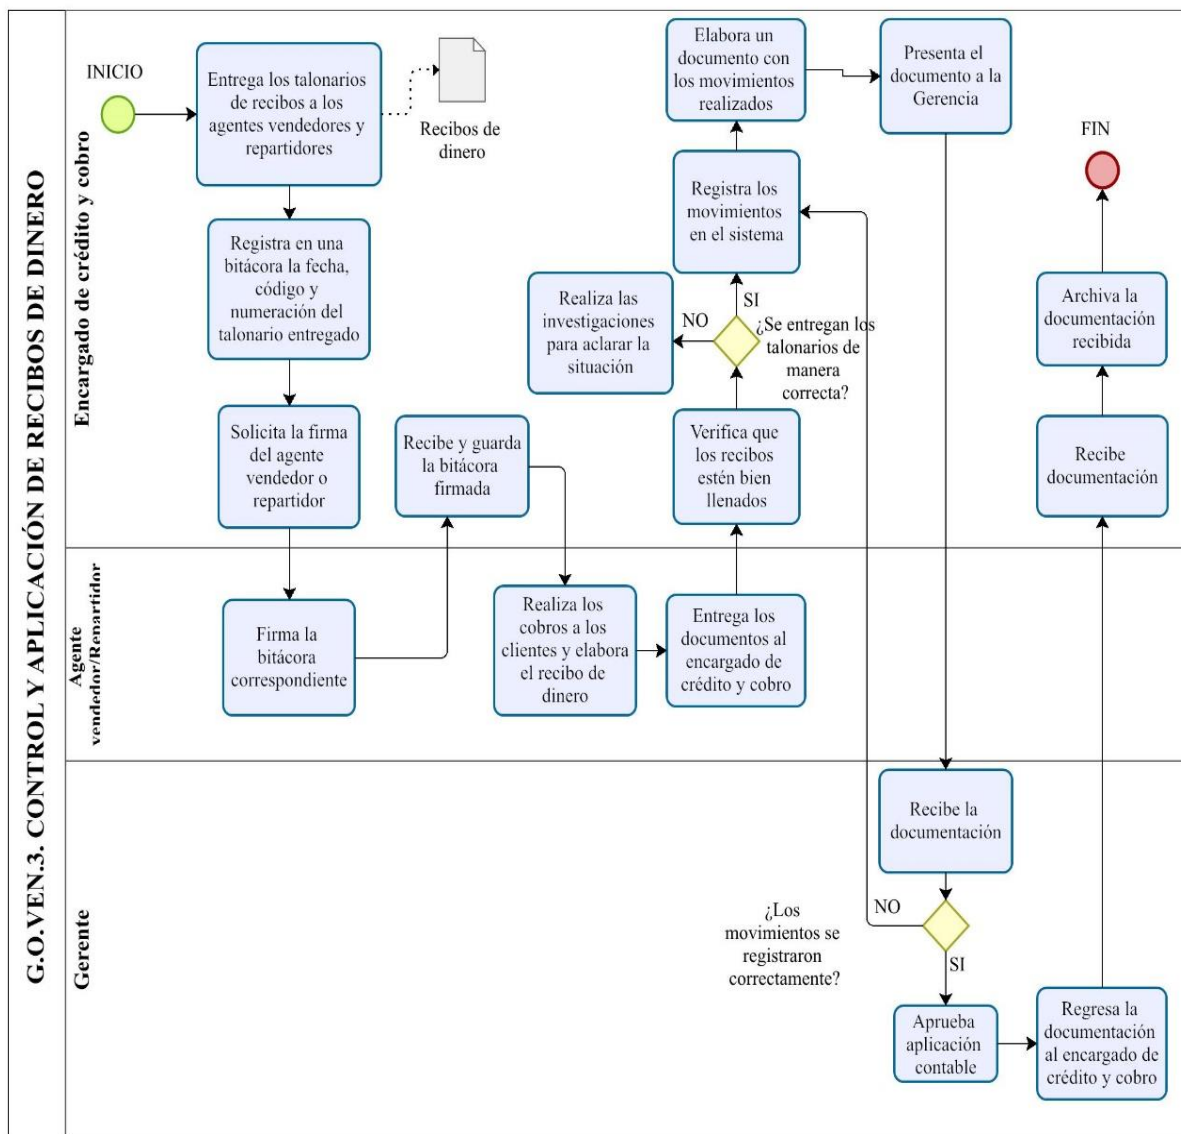 G.O.VEN.3. CONTROL Y APLICACIÓN DE RECIBOS DE DINERO
Encargado de crédito y cobro
INICIO
Entrega los talonarios
de recibos a los
agentes vendedores y
repartidores
Recibos de
dinero
Registra en una
bitácora la fecha,
código y
numeración del
talonario entregado
Solicita la firma
del agente
vendedor o
repartidor
Recibe y guarda
la bitácora
firmada
Elabora un
documento con
los movimientos
realizados
Presenta el
documento a la
Gerencia
Registra los
movimientos
en el sistema
SI
NO
¿Se entregan los
talonarios de
manera
correcta?
Realiza las
investigaciones
para aclarar la
situación
Verifica que
los recibos
estén bien
llenados
FIN
Archiva la
documentación
recibida
Recibe
documentación
Agente
vendedor/Repartidor
Firma la
bitácora
correspondiente
Realiza los
cobros a los
clientes y elabora
el recibo de
dinero
Entrega los
documentos al
encargado de
crédito y cobro
Gerente
Recibe la
documentación
¿Los
movimientos se
registraron
correctamente?
NO
SI
Aprueba
aplicación
contable
Regresa la
documentación
al encargado de
crédito y cobro